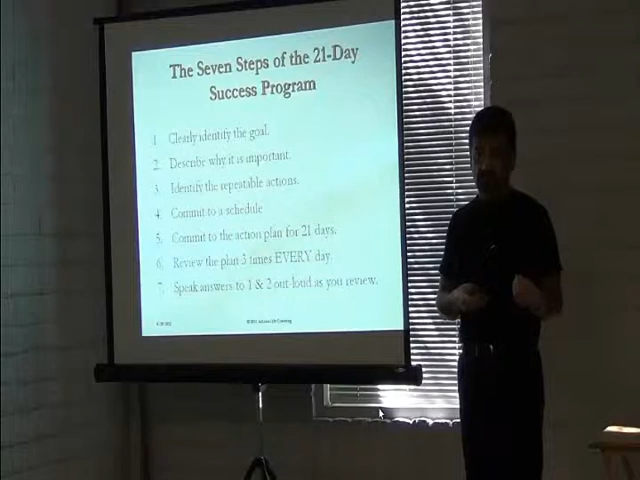 The Seven Steps of the 21-Day
Success Program
1. Clearly identify the goal.
2. Describe why it is important.
3. Identify the repeatable actions.
4. Commit to a schedule
5. Commit to the action plan for 21 days.
6. Review the plan 3 times EVERY day.
7. Speak answers to 1 & 2 out-loud as you review.